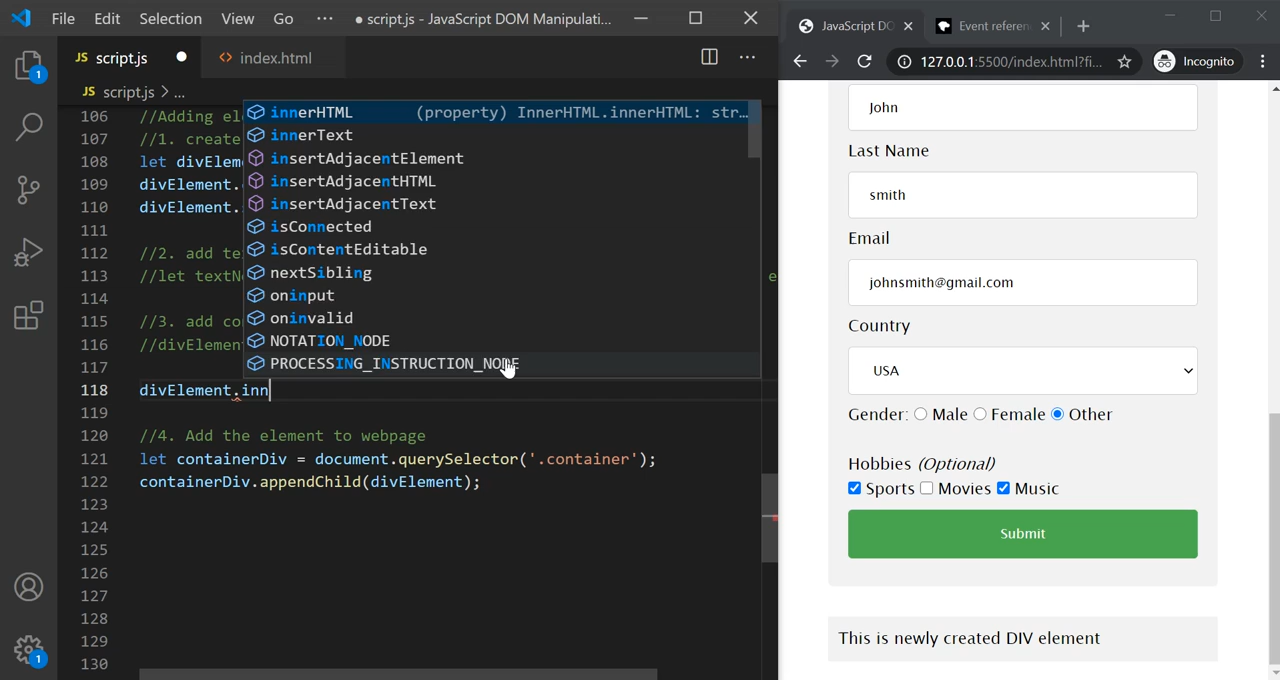 File Edit Selection View Go ··· ● script.js - JavaScript DOM Manipulati...
JS script.js ●
<> index.html
···
JS script.js > ...
106 //Adding el
107 //1. create
108 let divElem
109 divElement.
110 divElement.
111
112 //2. add te
113 //let textN
114
115 //3. add co
116 //divElement
117
118 divElement.inn
119
120 //4. Add the element to webpage
121 let containerDiv = document.querySelector('.container');
122 containerDiv.appendChild(divElement);
123
124
125
126
127
128
129
130
innerHTML (property) InnerHTML.innerHTML: str...
innerText
insertAdjacentElement
insertAdjacentHTML
insertAdjacentText
isConnected
isContentEditable
nextSibling
oninput
oninvalid
NOTATION_NODE
PROCESSING_INSTRUCTION_NODE
e
1
1
JavaScript DO
Event referen
127.0.0.1:5500/index.html?fi...
Incognito
John
Last Name
smith
Email
johnsmith@gmail.com
Country
USA
Gender: Male Female Other
Hobbies (Optional)
Sports Movies Music
Submit
This is newly created DIV element